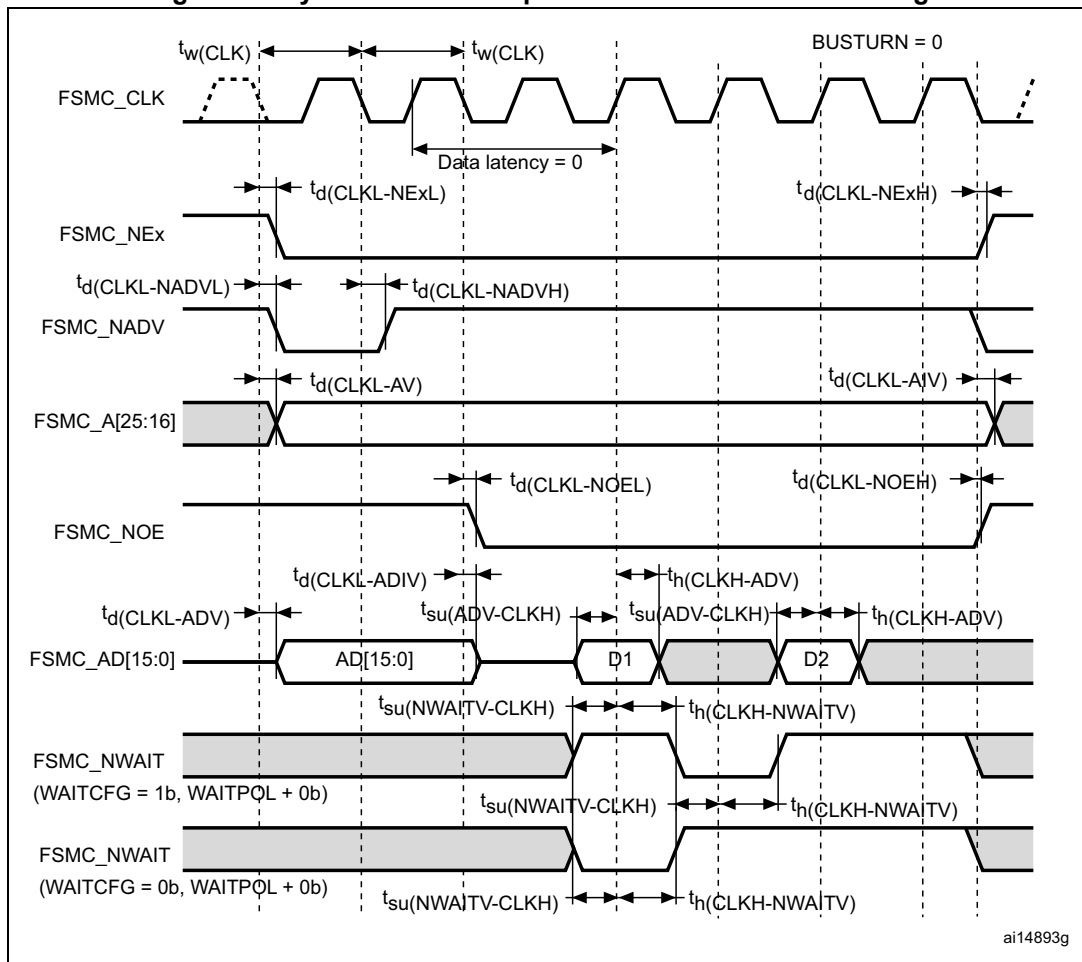 tw(CLK) tw(CLK) BUSTURN = 0
FSMC_CLK
Data latency = 0
td(CLKL-NExL) td(CLKL-NExH)
FSMC_NEx
td(CLKL-NADVL) td(CLKL-NADVH)
FSMC_NADV
td(CLKL-AV) td(CLKL-AIV)
FSMC_A[25:16]
td(CLKL-NOEL) td(CLKL-NOEH)
FSMC_NOE
td(CLKL-ADIV) th(CLKH-ADV)
td(CLKL-ADV) tsu(ADV-CLKH) tsu(ADV-CLKH) th(CLKH-ADV)
FSMC_AD[15:0] AD[15:0] D1 D2
tsu(NWAITV-CLKH) th(CLKH-NWAITV)
FSMC_NWAIT
(WAITCFG = 1b, WAITPOL + 0b)
tsu(NWAITV-CLKH) th(CLKH-NWAITV)
FSMC_NWAIT
(WAITCFG = 0b, WAITPOL + 0b)
tsu(NWAITV-CLKH) th(CLKH-NWAITV)
ai14893g